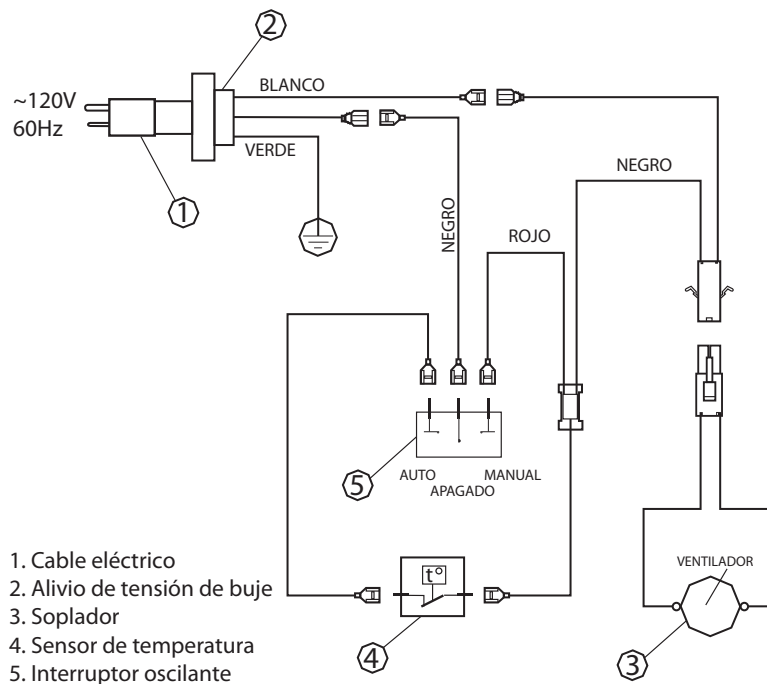 2
BLANCO
~120V
60Hz
VERDE
1
NEGRO
NEGRO
ROJO
5
AUTO
MANUAL
APAGADO
t°
VENTILADOR
4
3
1. Cable eléctrico
2. Alivio de tensión de buje
3. Soplador
4. Sensor de temperatura
5. Interruptor oscilante